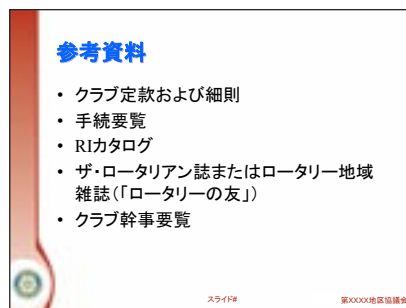 参考資料
• クラブ定款および細則
• 手続要覧
• RIカタログ
• ザ・ロータリアン誌またはロータリー地域
雑誌(「ロータリーの友」)
• クラブ幹事要覧
スライド#
第XXXX地区協議会